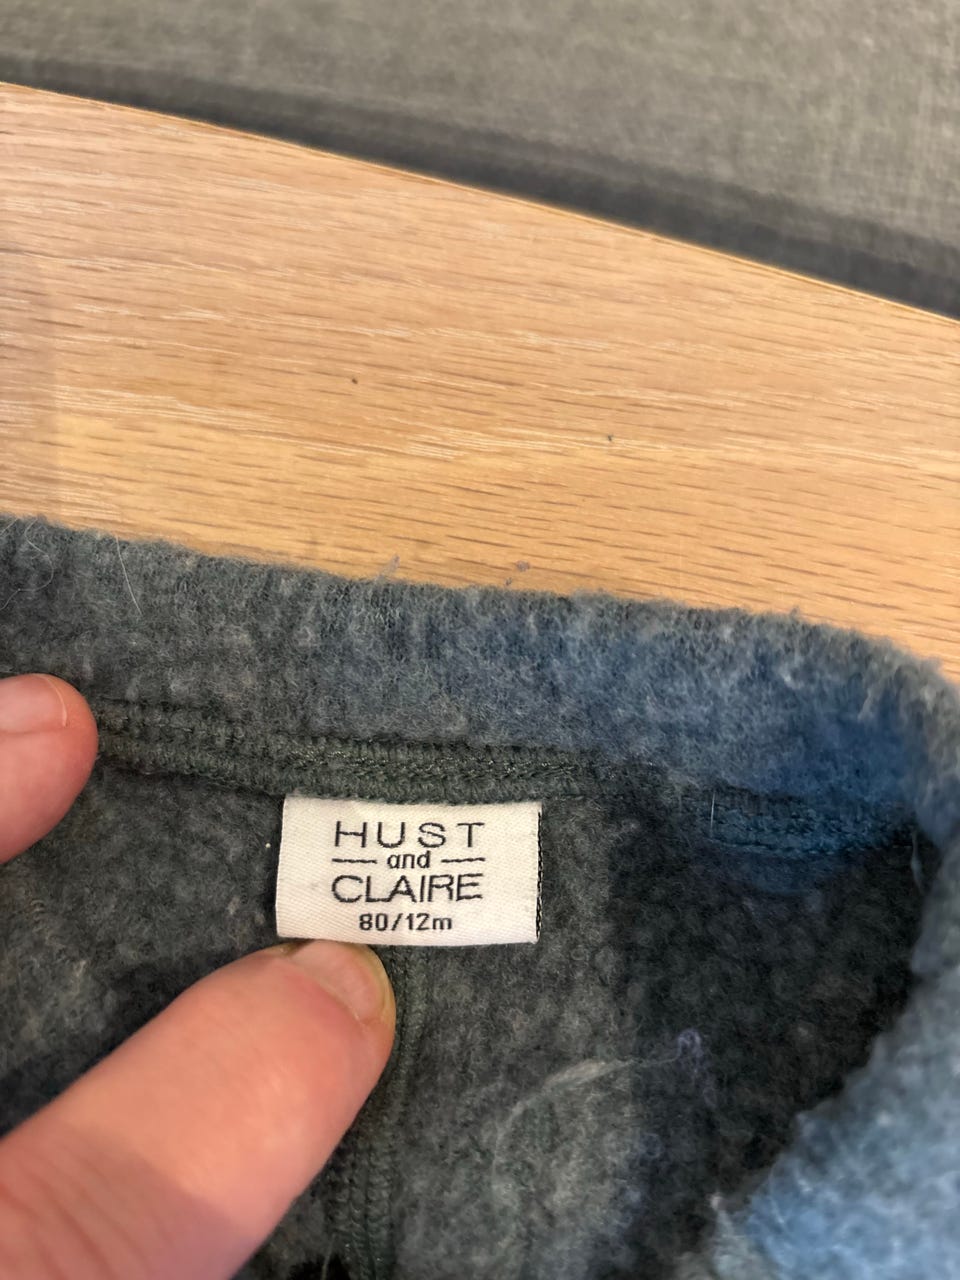 HUST
and
CLAIRE
80/12m